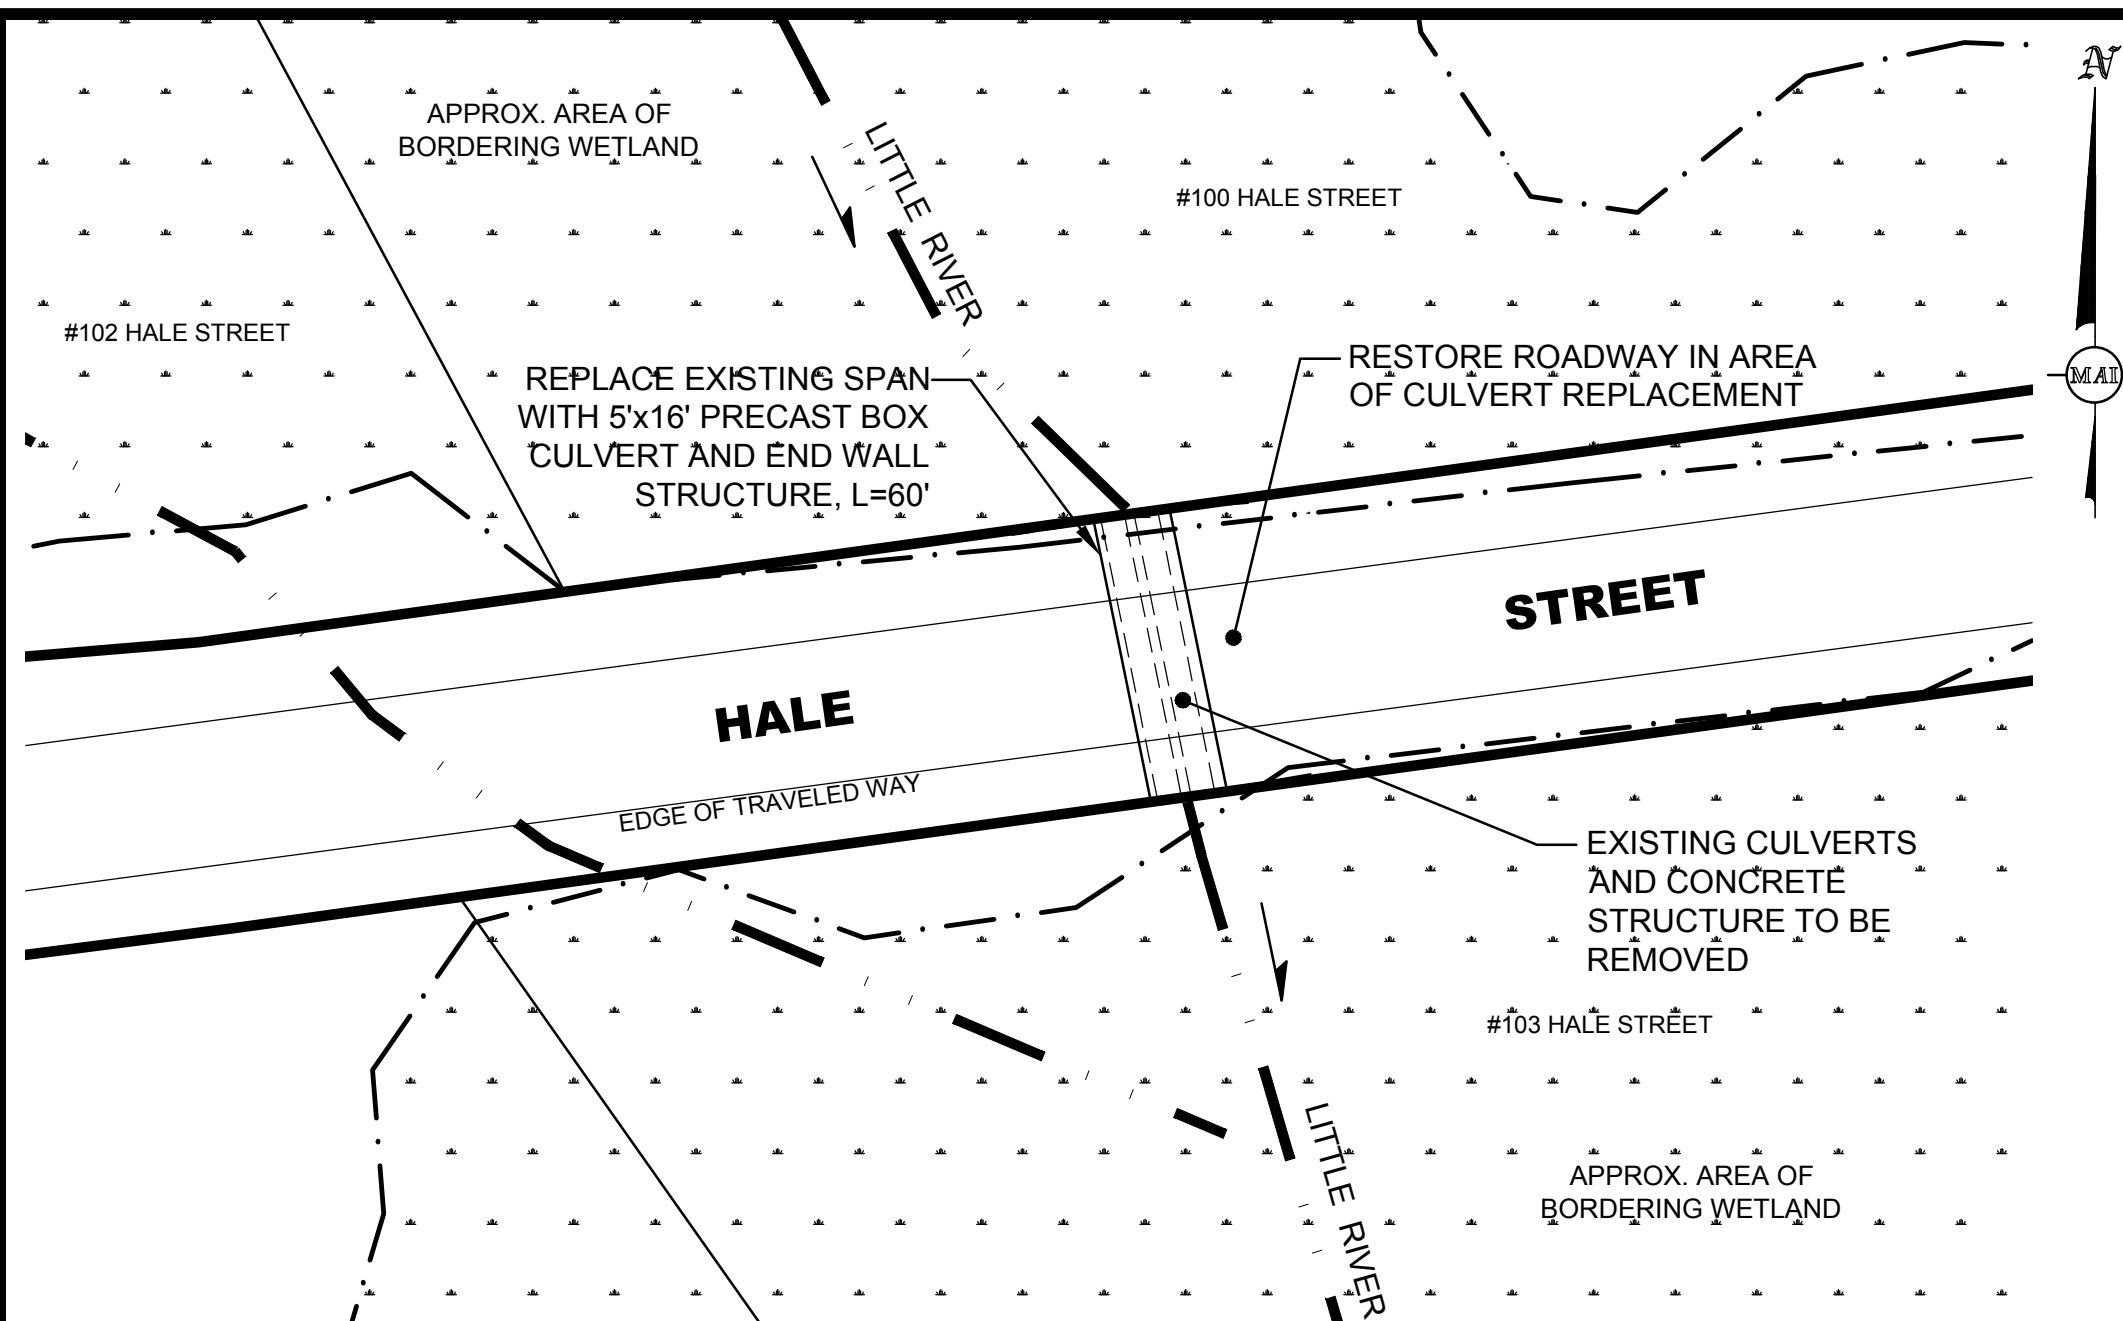 N
APPROX. AREA OF
BORDERING WETLAND
LITTLE RIVER
#100 HALE STREET
#102 HALE STREET
REPLACE EXISTING SPAN
WITH 5'x16' PRECAST BOX
CULVERT AND END WALL
STRUCTURE, L=60'
RESTORE ROADWAY IN AREA
OF CULVERT REPLACEMENT
MAI
HALE STREET
EDGE OF TRAVELED WAY
EXISTING CULVERTS
AND CONCRETE
STRUCTURE TO BE
REMOVED
#103 HALE STREET
LITTLE RIVER
APPROX. AREA OF
BORDERING WETLAND